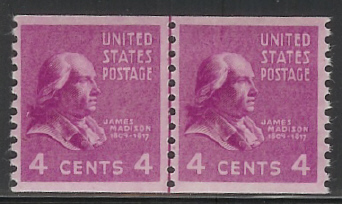 UNITED
STATES
POSTAGE
JAMES
MADISON
1809-1817
4 CENTS 4
UNITED
STATES
POSTAGE
JAMES
MADISON
1809-1817
4 CENTS 4